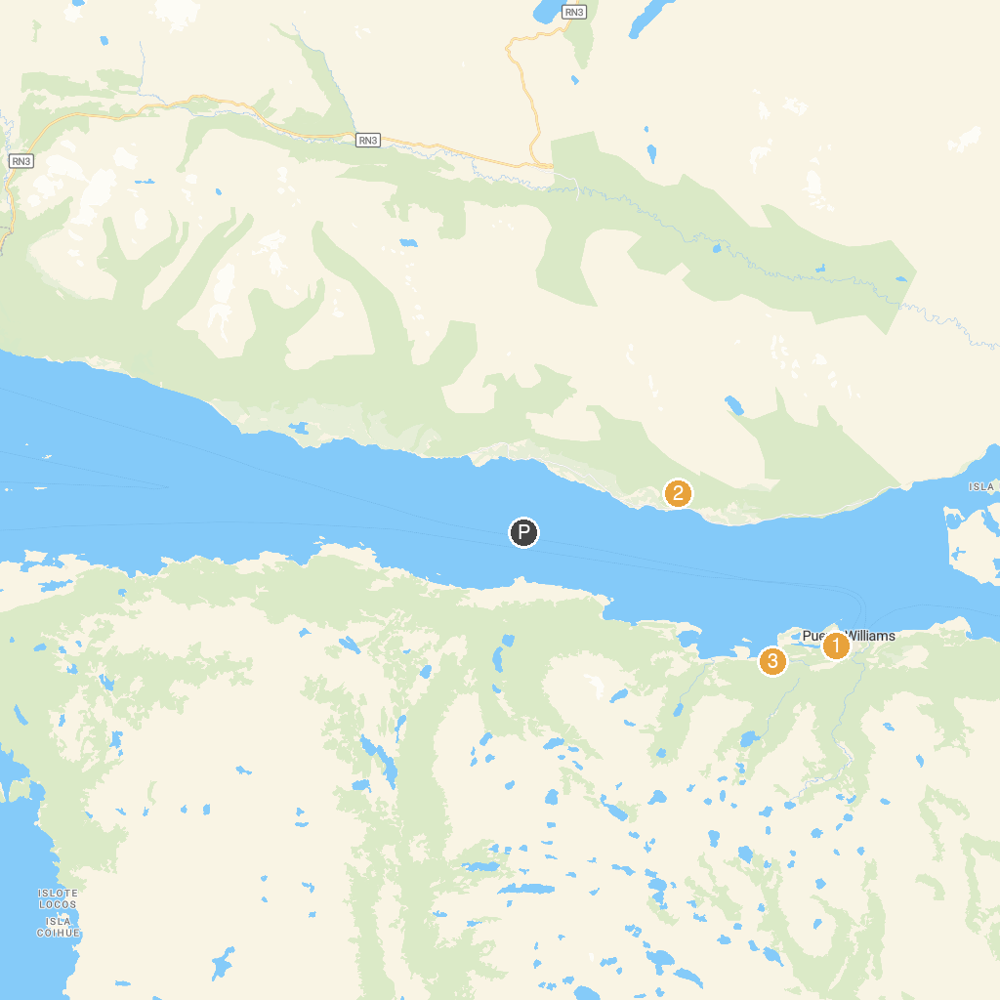 RN3
RN3
RN3
2
ISLA
P
Puerto Williams
1
3
ISLOTE
LOCOS
ISLA
COIHUE